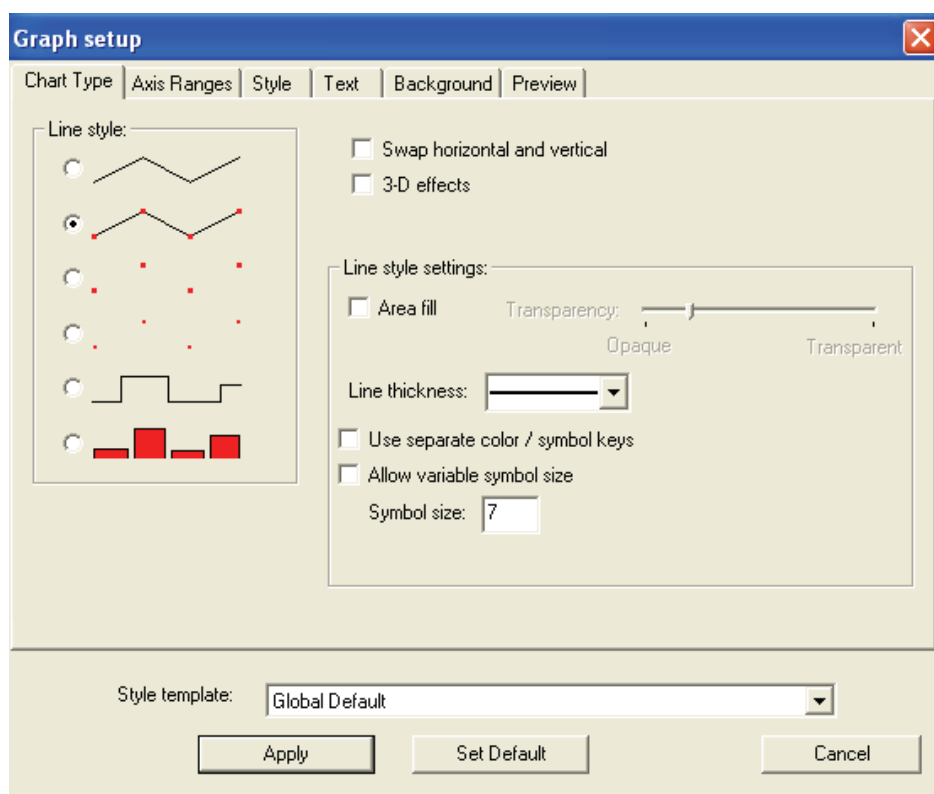 Graph setup
Chart Type Axis Ranges Style Text Background Preview
Line style:
Swap horizontal and vertical
3-D effects
Line style settings:
Area fill Transparency:
Opaque Transparent
Line thickness:
Use separate color / symbol keys
Allow variable symbol size
Symbol size: 7
Style template: Global Default
Apply Set Default Cancel